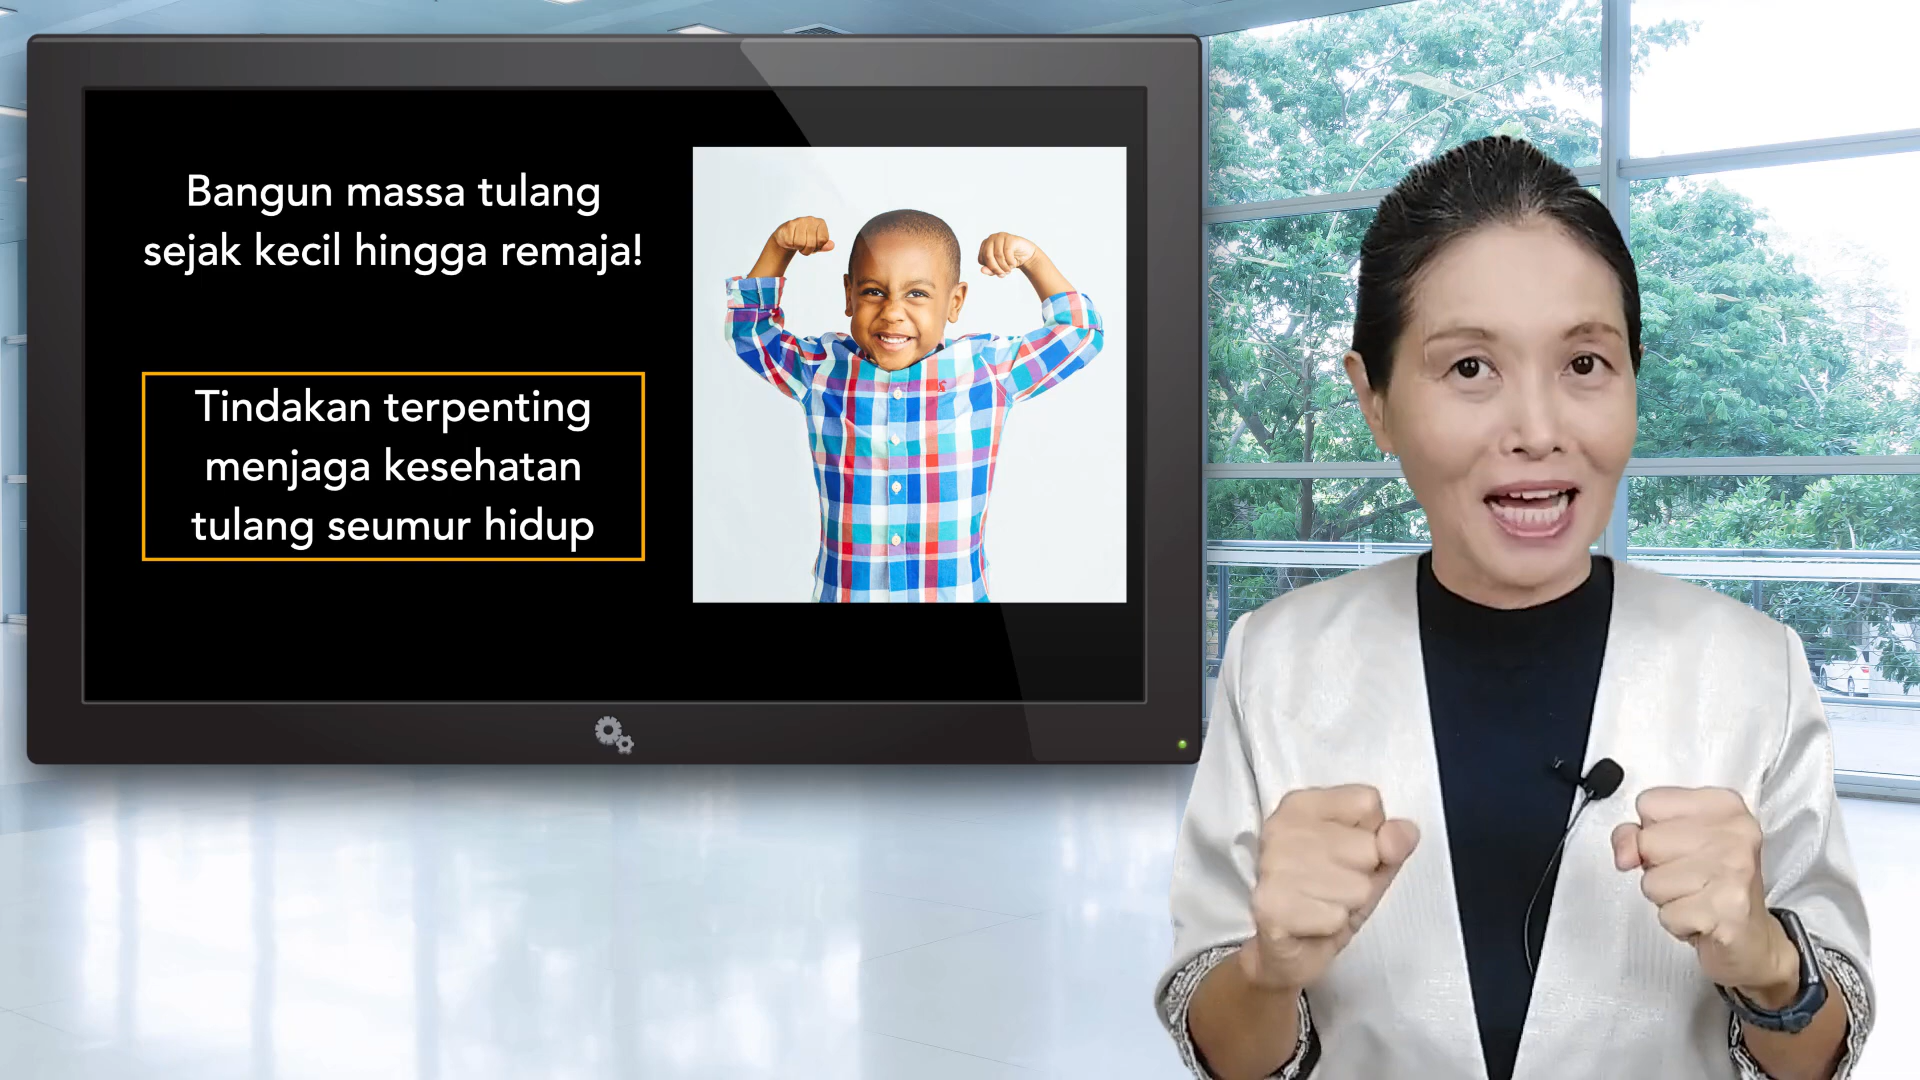 Bangun massa tulang
sejak kecil hingga remaja!
Tindakan terpenting
menjaga kesehatan
tulang seumur hidup